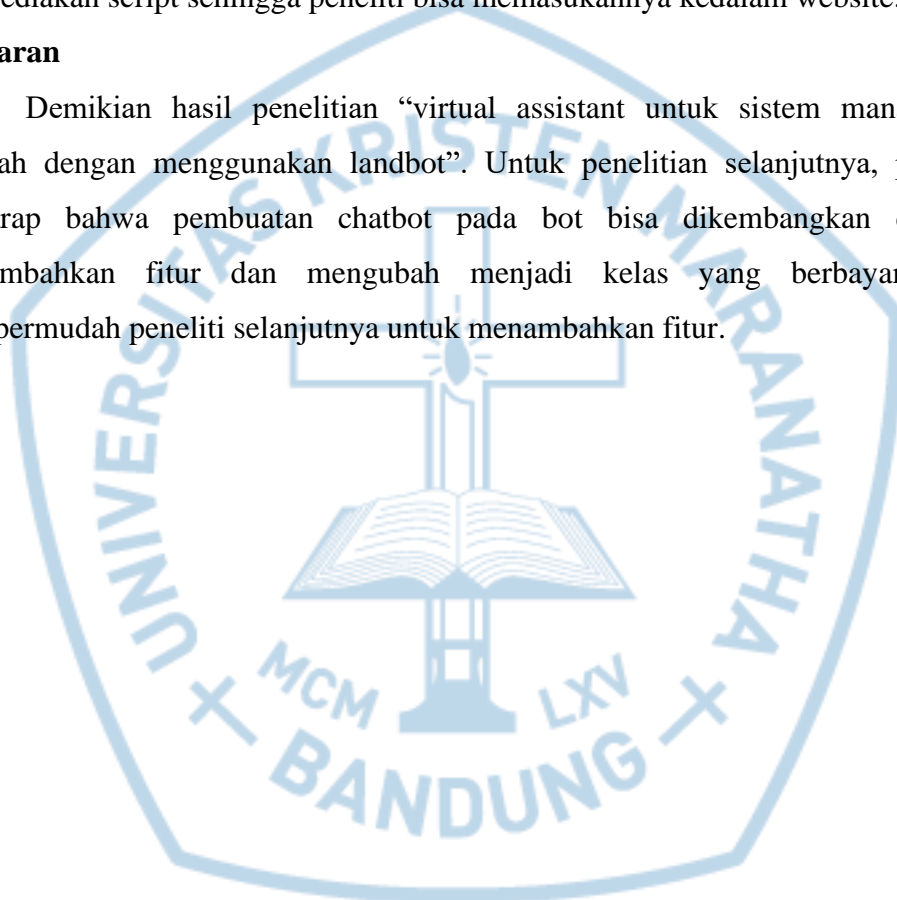 ediakan script sehingga peneliti bisa memasukannya kedalam website.
aran
Demikian hasil penelitian “virtual assistant untuk sistem man
ah dengan menggunakan landbot”. Untuk penelitian selanjutnya, p
rap bahwa pembuatan chatbot pada bot bisa dikembangkan
mbahkan fitur dan mengubah menjadi kelas yang berbayar
permudah peneliti selanjutnya untuk menambahkan fitur.
UNIVERSITAS KRISTEN MARANATHA
MCM LXV
BANDUNG